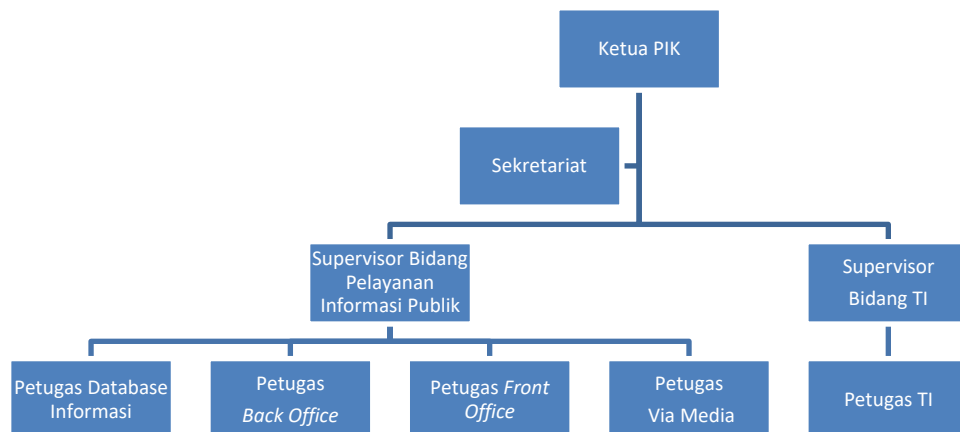 Ketua PIK
Sekretariat
Supervisor Bidang
Pelayanan
Informasi Publik
Supervisor
Bidang TI
Petugas Database
Informasi
Petugas
Back Office
Petugas Front
Office
Petugas
Via Media
Petugas TI